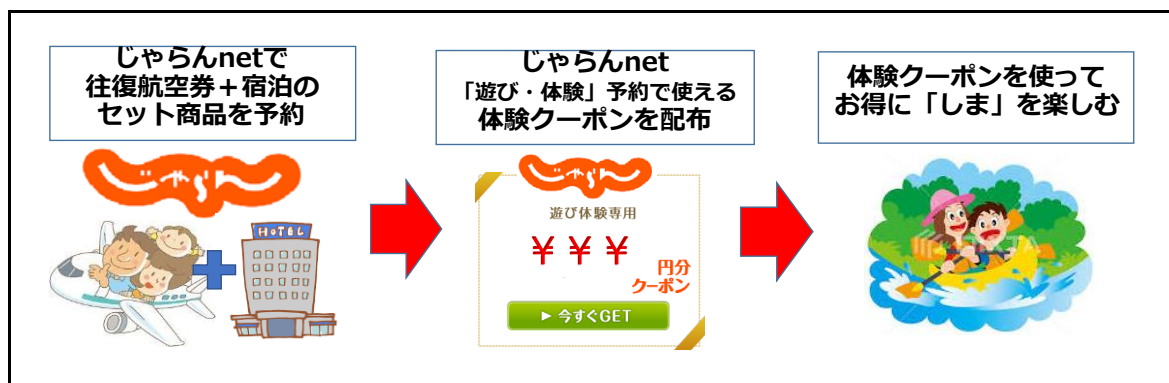 じゃらんnetで
往復航空券＋宿泊の
セット商品を予約
じゃらん
HOTEL
じゃらんnet
「遊び・体験」予約で使える
体験クーポンを配布
じゃらん
遊び体験専用
￥￥￥
円分
クーポン
▶ 今すぐGET
体験クーポンを使って
お得に「しま」を楽しむ